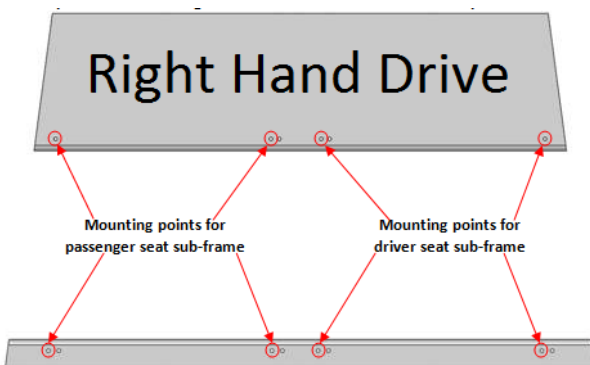 Right Hand Drive
Mounting points for
passenger seat sub-frame
Mounting points for
driver seat sub-frame